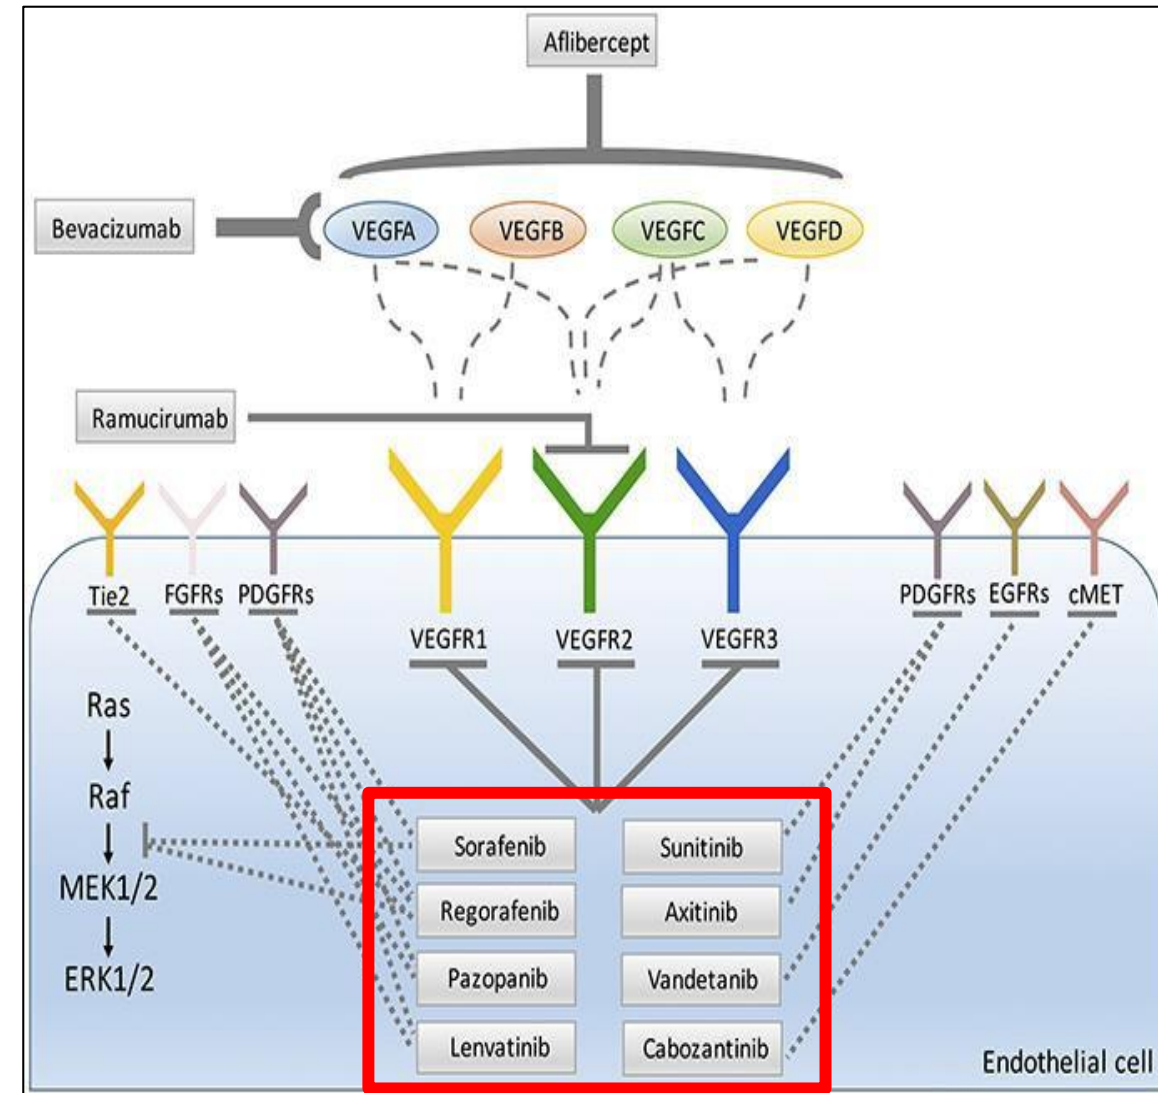 Aflibercept
Bevacizumab
VEGFA
VEGFB
VEGFC
VEGFD
Ramucirumab
Tie2
FGFRs
PDGFRs
VEGFR1
VEGFR2
VEGFR3
PDGFRs
EGFRs
cMET
Ras
Raf
MEK1/2
ERK1/2
Sorafenib
Sunitinib
Regorafenib
Axitinib
Pazopanib
Vandetanib
Lenvatinib
Cabozantinib
Endothelial cell